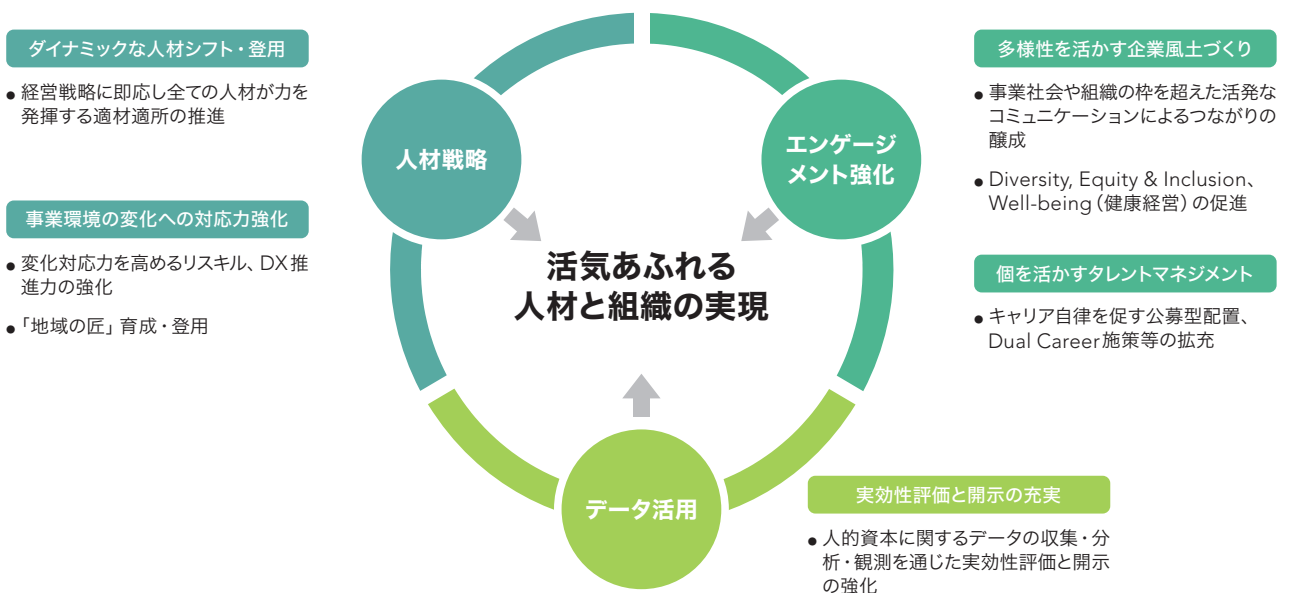 ダイナミックな人材シフト・登用
● 経営戦略に即応し全ての人材が力を
発揮する適材適所の推進
事業環境の変化への対応力強化
● 変化対応力を高めるリスキル、DX推
進力の強化
●「地域の匠」育成・登用
人材戦略
エンゲージ
メント強化
活気あふれる
人材と組織の実現
データ活用
多様性を活かす企業風土づくり
● 事業社会や組織の枠を超えた活発な
コミュニケーションによるつながりの
醸成
● Diversity, Equity & Inclusion、
Well-being（健康経営）の促進
個を活かすタレントマネジメント
● キャリア自律を促す公募型配置、
Dual Career施策等の拡充
実効性評価と開示の充実
● 人的資本に関するデータの収集・分
析・観測を通じた実効性評価と開示
の強化